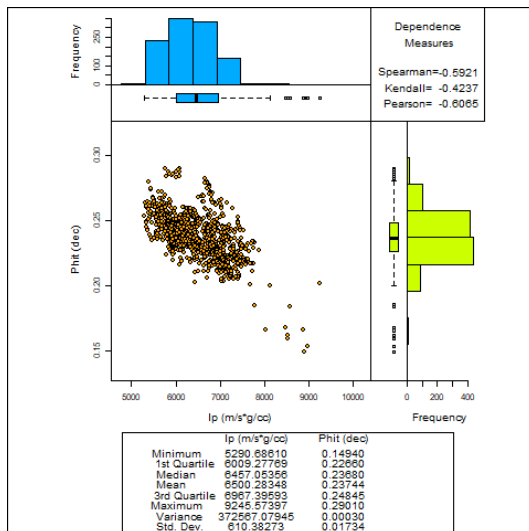 Frequency
0
50
150
250
Dependence
Measures
Spearman=-0.5921
Kendall= -0.4237
Pearson= -0.6065
Phit (dec)
0.30
0.25
0.20
0.15
5000 6000 7000 8000 9000 10000
Ip (m/s*g/cc)
0 200 400
Frequency
Ip (m/s*g/cc) Phit (dec)
Minimum 5290.68610 0.14940
1st Quartile 6009.27769 0.22660
Median 6457.05356 0.23680
Mean 6500.28348 0.23744
3rd Quartile 6967.39593 0.24845
Maximum 9245.57397 0.29010
Variance 372567.07945 0.00030
Std. Dev. 610.38273 0.01734